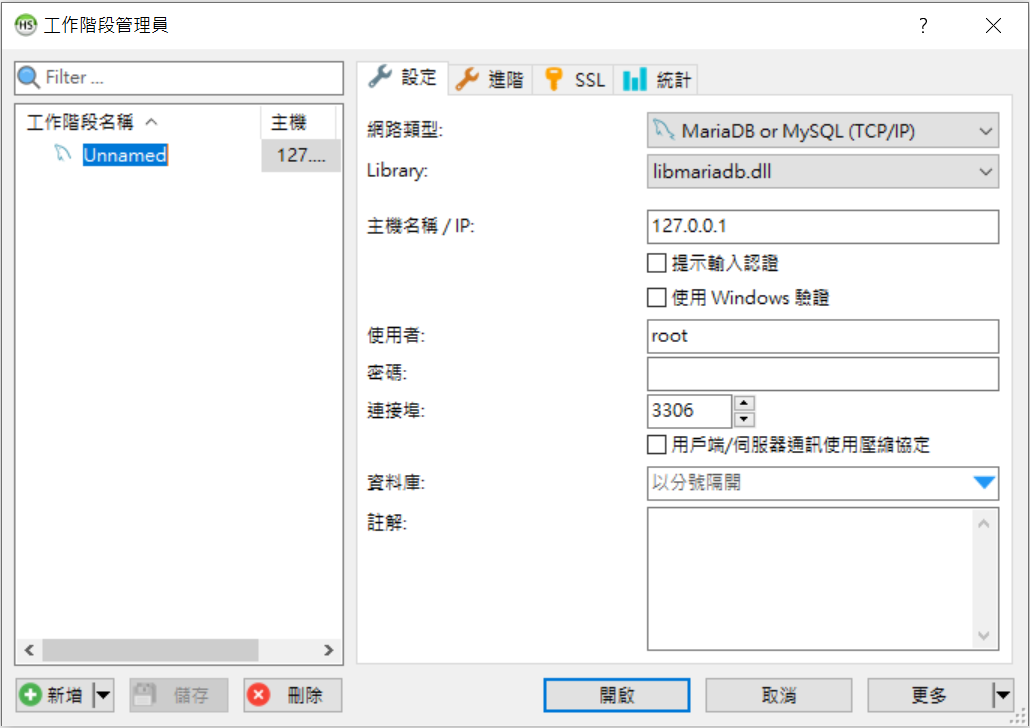 HS 工作階段管理員 ?
Filter ...
設定 進階 SSL 統計
工作階段名稱 主機
Unnamed 127....
網路類型: MariaDB or MySQL (TCP/IP)
Library: libmariadb.dll
主機名稱 / IP: 127.0.0.1
提示輸入認證
使用 Windows 驗證
使用者: root
密碼:
連接埠: 3306
用戶端/伺服器通訊使用壓縮協定
資料庫: 以分號隔開
註解:
新增 儲存 刪除 開啟 取消 更多